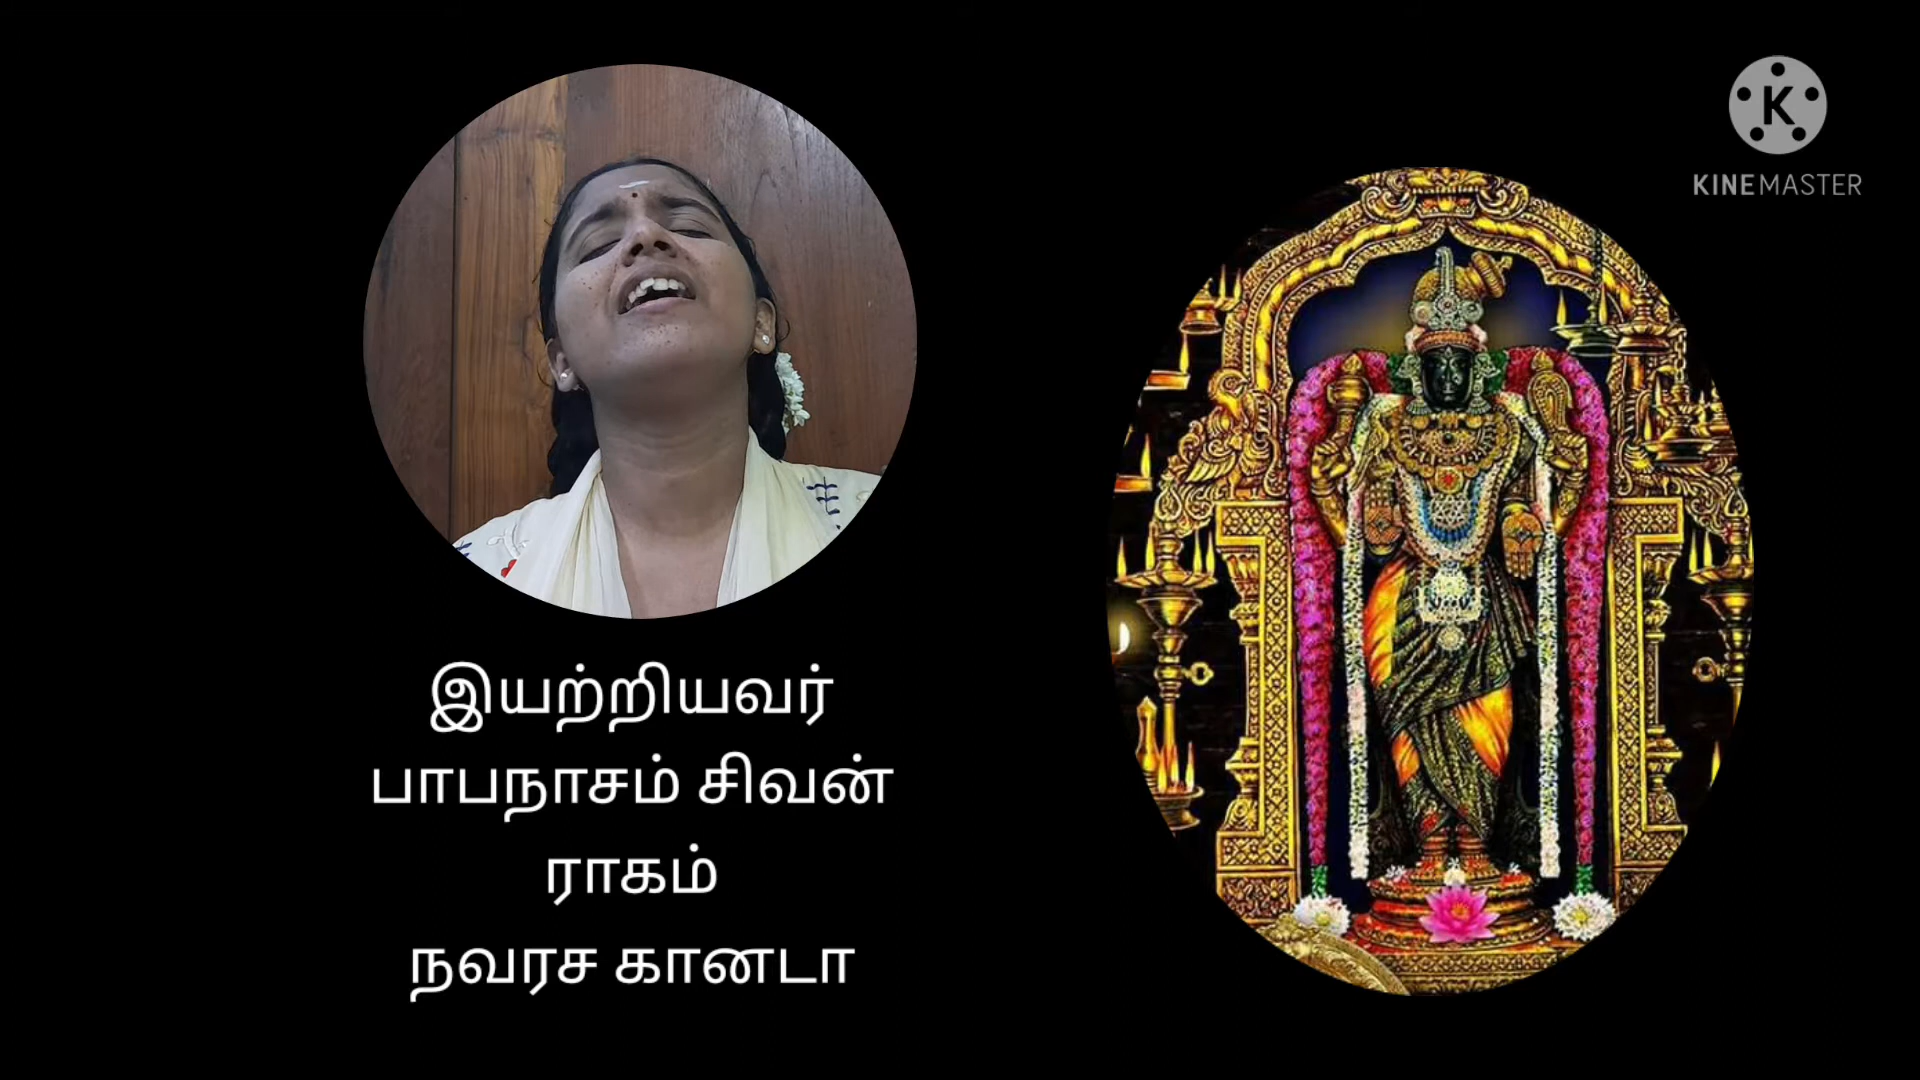 இயற்றியவர்
பாபநாசம் சிவன்
ராகம்
நவரச கானடா
K
KINEMASTER